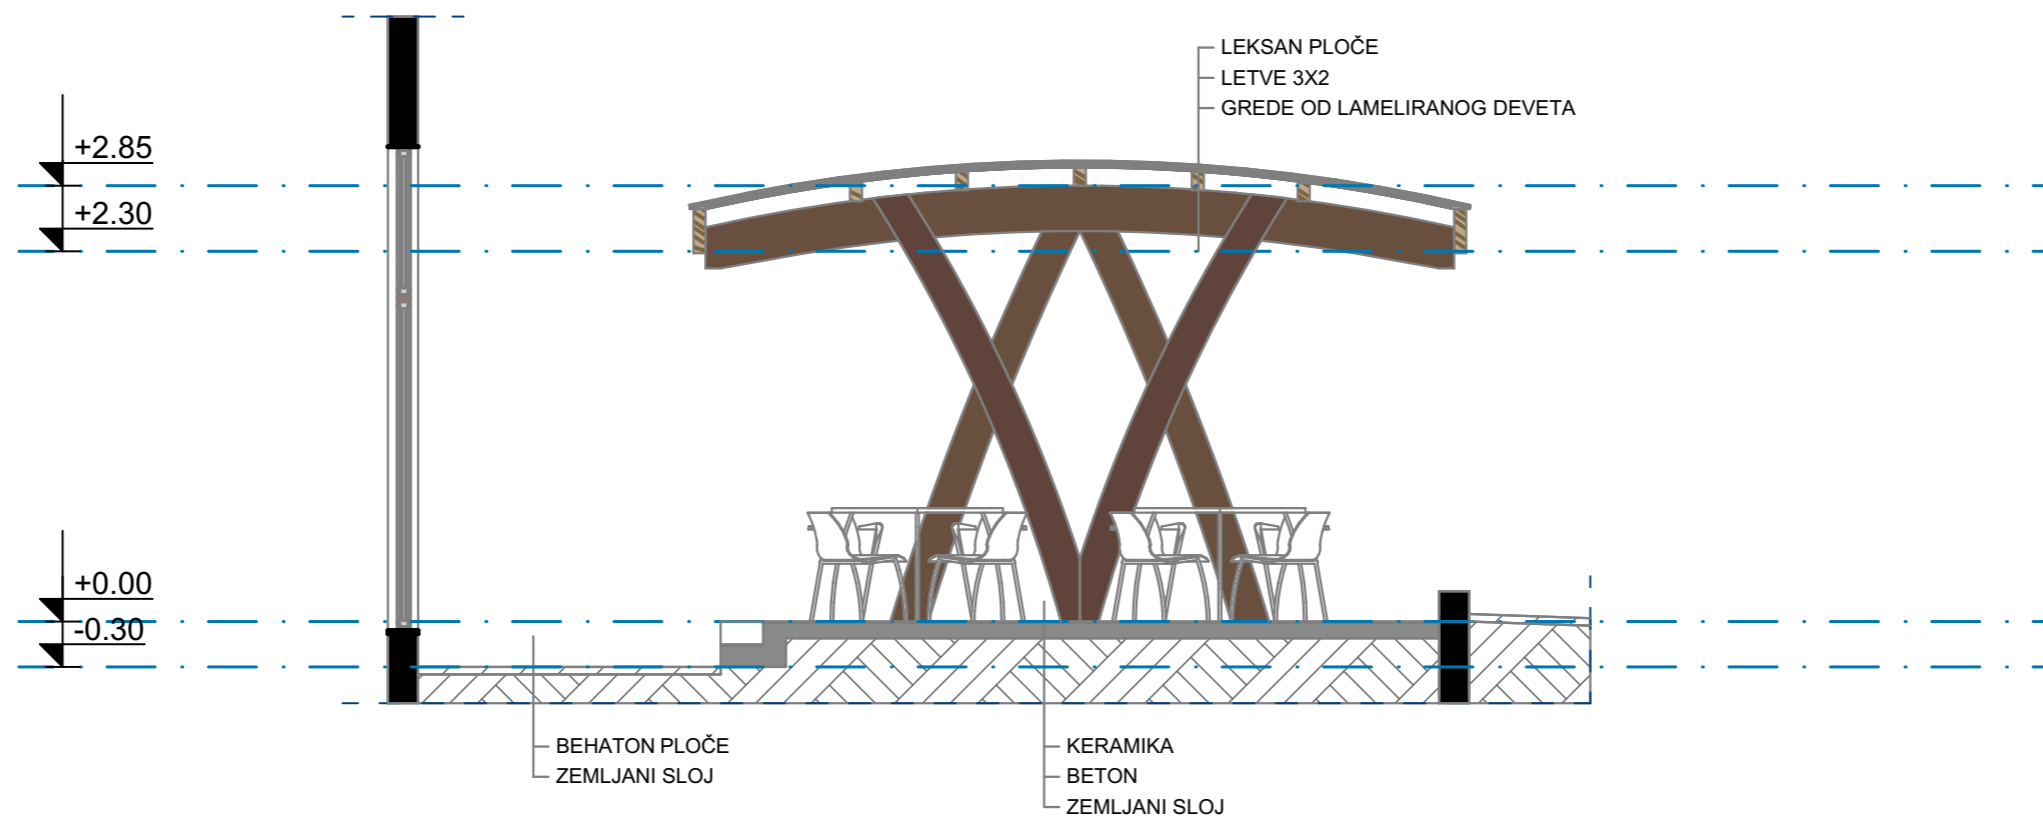 LEKSAN PLOČE
LETVE 3X2
GREDE OD LAMELIRANOG DEVETA
+2.85
+2.30
+0.00
-0.30
BEHATON PLOČE
ZEMLJANI SLOJ
KERAMIKA
BETON
ZEMLJANI SLOJ